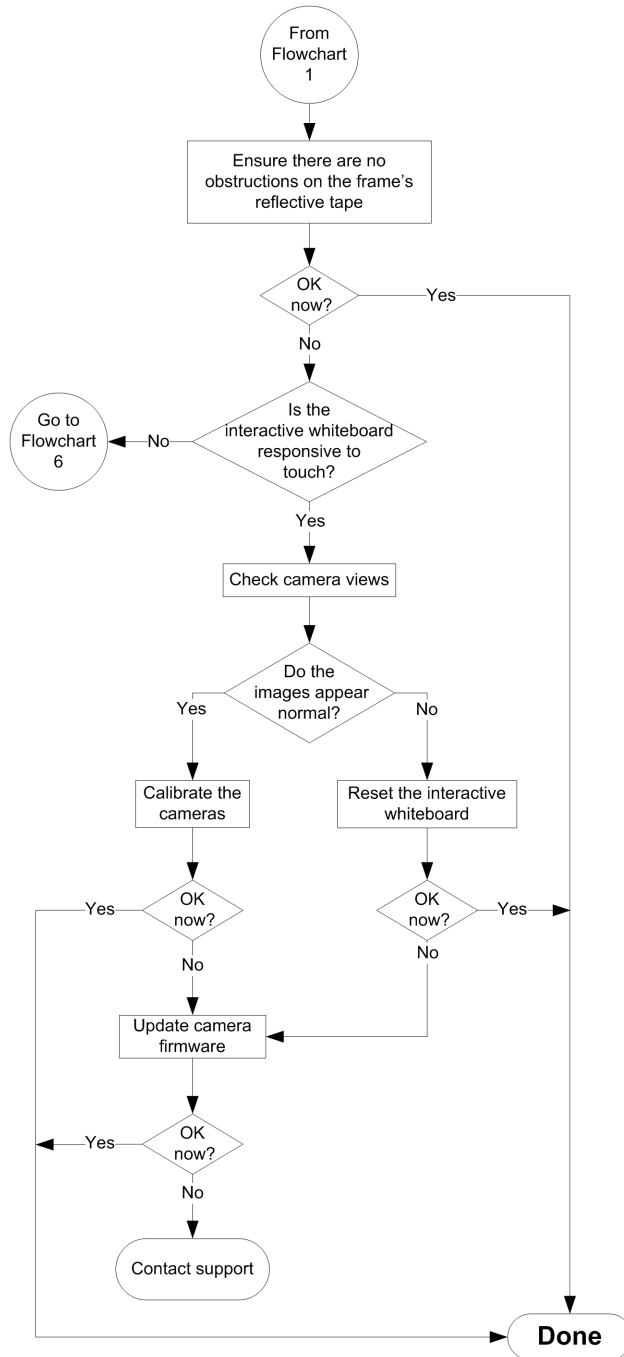 From
Flowchart
1
Ensure there are no
obstructions on the frame's
reflective tape
OK
now?
Yes
No
Is the
interactive whiteboard
responsive to
touch?
No
Go to
Flowchart
6
Yes
Check camera views
Do the
images appear
normal?
Yes
No
Calibrate the
cameras
Reset the interactive
whiteboard
OK
now?
Yes
No
OK
now?
Yes
No
Update camera
firmware
OK
now?
Yes
No
Contact support
Done